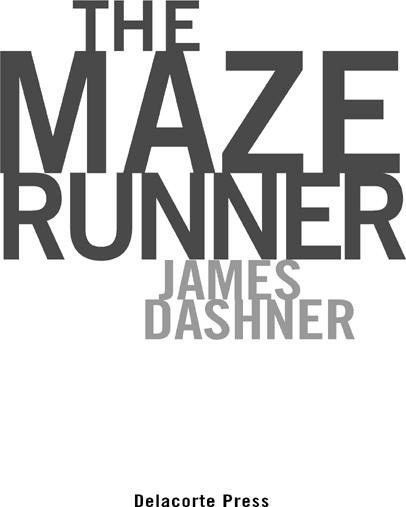 THE
MAZE
RUNNER
JAMES
DASHNER
Delacorte Press